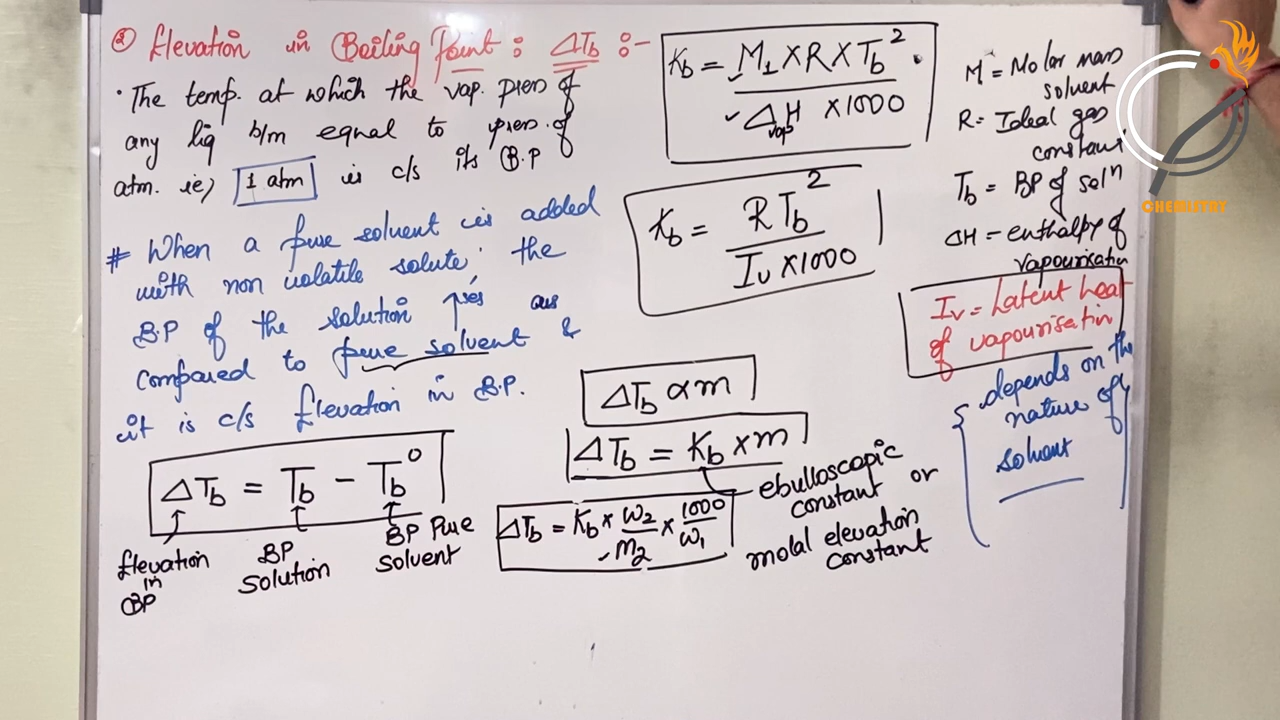 ② Elevation in Boiling Point : ΔTb :-
· The temp. at which the vap. pres of
any liq b/m equal to pres. of
atm. ie) 1 atm is c/s its B.P
# When a pure solvent is added
with non volatile solute, the
B.P of the solution ↑es as
compared to pure solvent &
it is c/s Elevation in B.P.
ΔTb = Tb - Tb⁰
Elevation in BP
BP solution
BP Pure solvent
Kb = M1 × R × Tb² / ΔvapH × 1000
Kb = R Tb² / Iv × 1000
ΔTb α m
ΔTb = Kb × m
ΔTb = Kb × w2/M2 × 1000/w1
ebulloscopic
constant or
molal elevation
constant
M = Molar mass
solvent
R = Ideal gas
constant
Tb = BP of solⁿ
ΔH = enthalpy of
vapourisation
Iv = Latent heat
of vapourisation
depends on the
nature of
solvent
CHEMISTRY